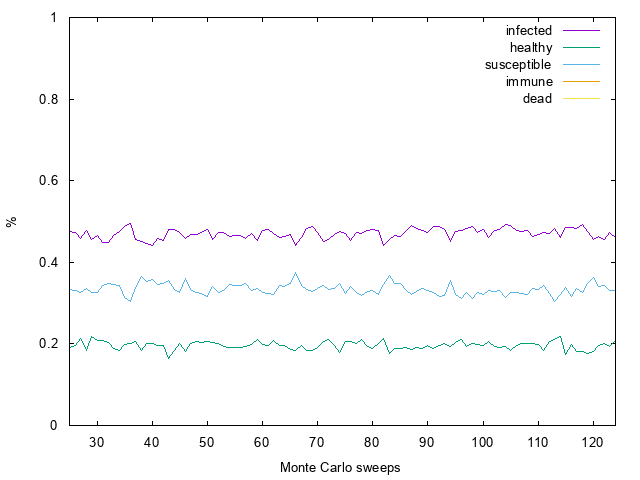 1
0.8
0.6
0.4
0.2
0
%
infected
healthy
susceptible
immune
dead
30 40 50 60 70 80 90 100 110 120
Monte Carlo sweeps